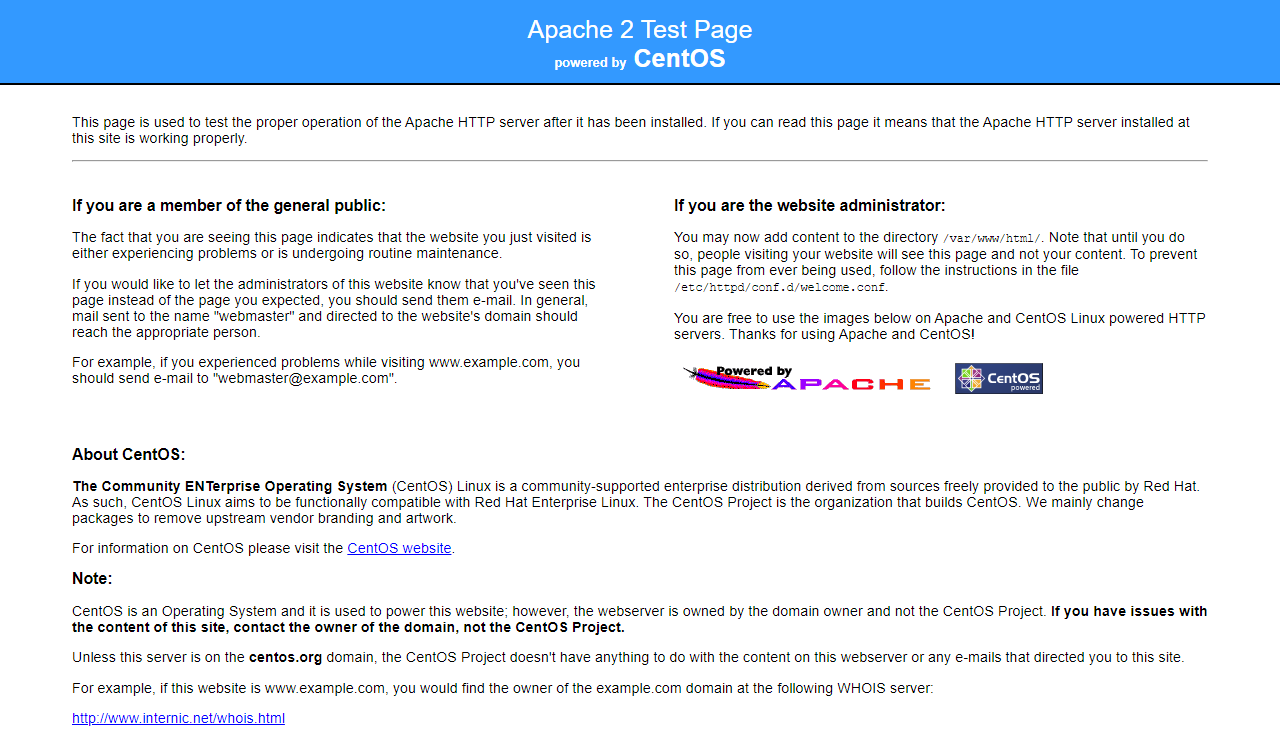 Apache 2 Test Page
powered by CentOS
This page is used to test the proper operation of the Apache HTTP server after it has been installed. If you can read this page it means that the Apache HTTP server installed at
this site is working properly.
If you are a member of the general public:
The fact that you are seeing this page indicates that the website you just visited is
either experiencing problems or is undergoing routine maintenance.
If you would like to let the administrators of this website know that you've seen this
page instead of the page you expected, you should send them e-mail. In general,
mail sent to the name "webmaster" and directed to the website's domain should
reach the appropriate person.
For example, if you experienced problems while visiting www.example.com, you
should send e-mail to "webmaster@example.com".
If you are the website administrator:
You may now add content to the directory /var/www/html/. Note that until you do
so, people visiting your website will see this page and not your content. To prevent
this page from ever being used, follow the instructions in the file
/etc/httpd/conf.d/welcome.conf.
You are free to use the images below on Apache and CentOS Linux powered HTTP
servers. Thanks for using Apache and CentOS!
Powered by
APACHE
CentOS
powered
About CentOS:
The Community ENTerprise Operating System (CentOS) Linux is a community-supported enterprise distribution derived from sources freely provided to the public by Red Hat.
As such, CentOS Linux aims to be functionally compatible with Red Hat Enterprise Linux. The CentOS Project is the organization that builds CentOS. We mainly change
packages to remove upstream vendor branding and artwork.
For information on CentOS please visit the CentOS website.
Note:
CentOS is an Operating System and it is used to power this website; however, the webserver is owned by the domain owner and not the CentOS Project. If you have issues with
the content of this site, contact the owner of the domain, not the CentOS Project.
Unless this server is on the centos.org domain, the CentOS Project doesn't have anything to do with the content on this webserver or any e-mails that directed you to this site.
For example, if this website is www.example.com, you would find the owner of the example.com domain at the following WHOIS server:
http://www.internic.net/whois.html